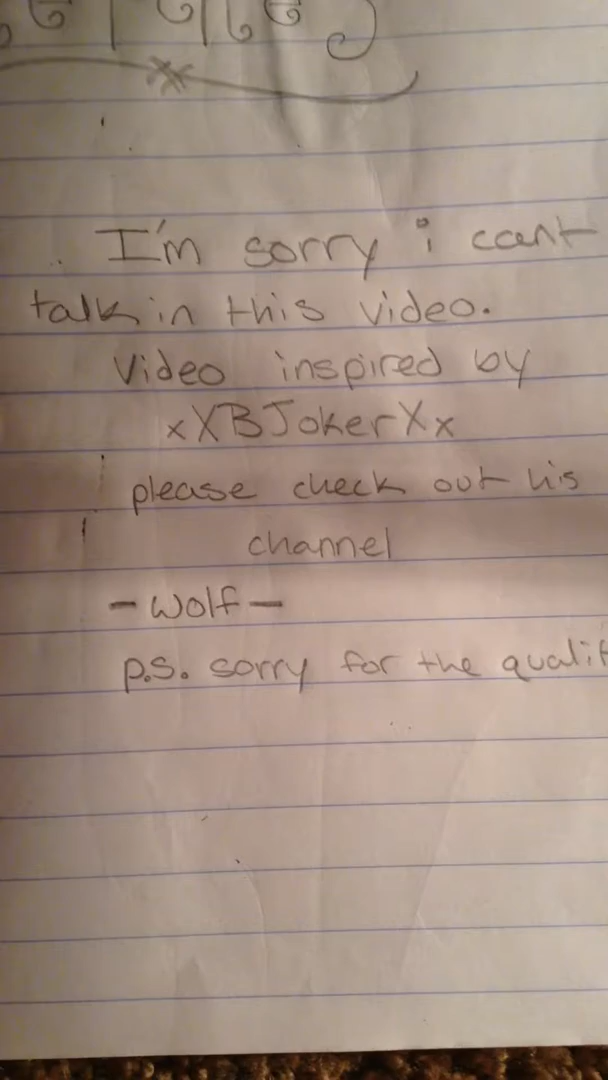 I'm sorry i cant
talk in this video.
Video inspired by
xXBJokerXx
please check out his
channel
- Wolf -
p.s. sorry for the qualit